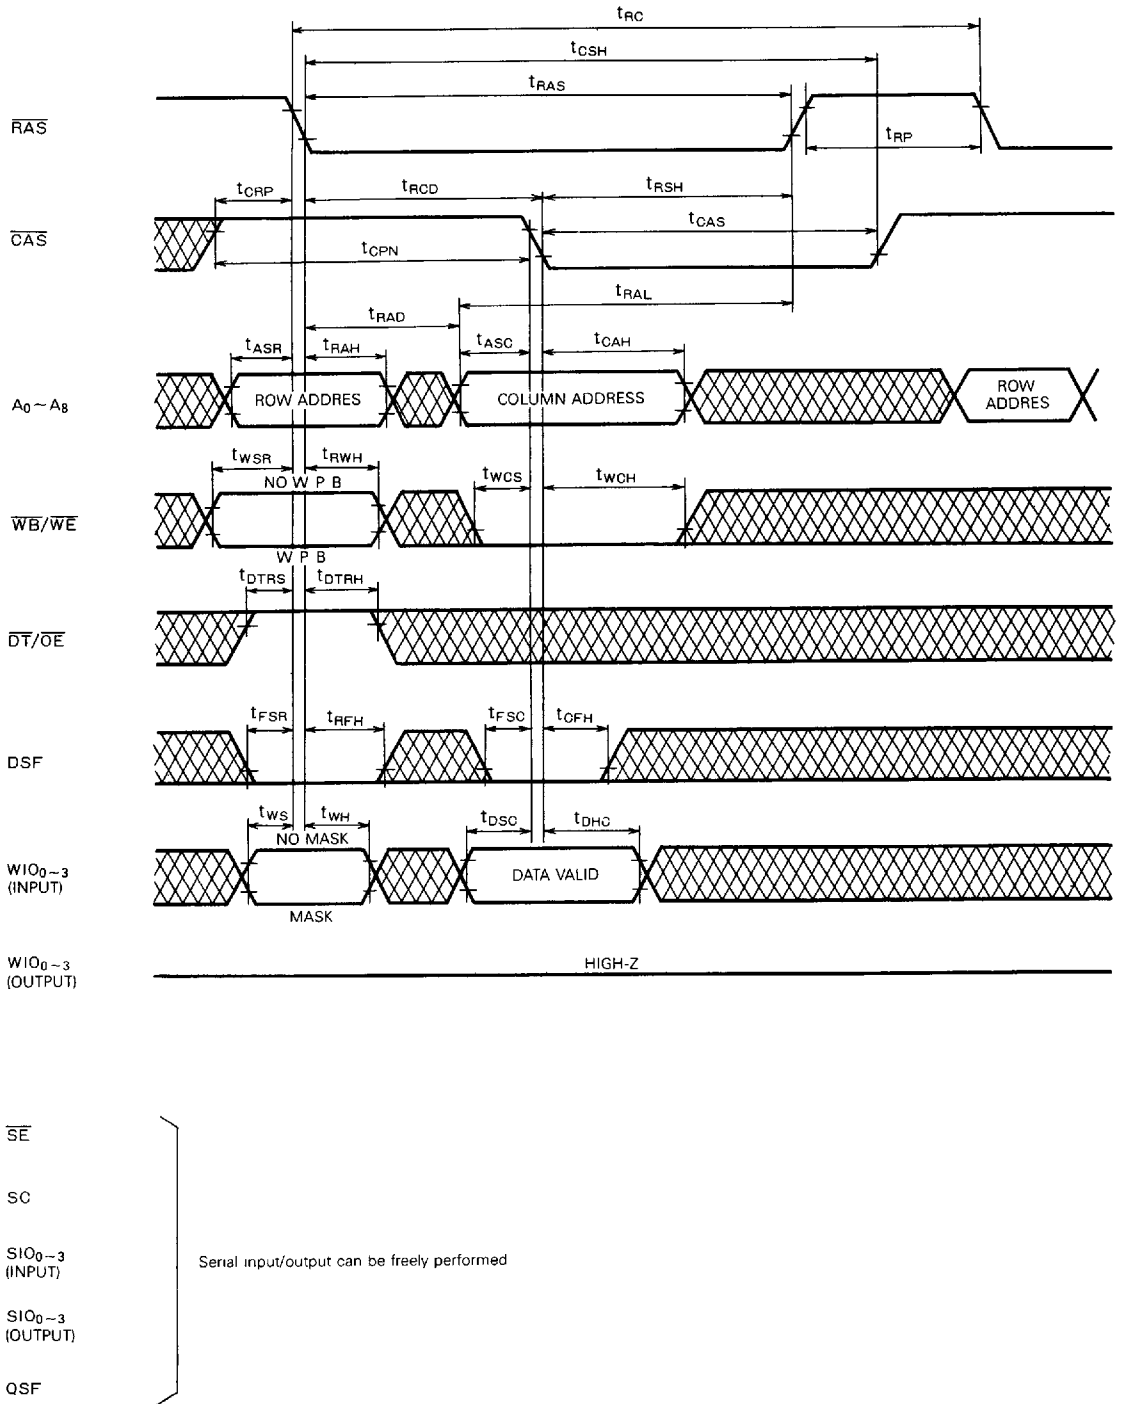 tRC
tCSH
tRAS
RAS
tRP
tCRP
tRCD
tRSH
CAS
tCAS
tCPN
tRAL
tRAD
tASR
tRAH
tASC
tCAH
A0~A8
ROW ADDRES
COLUMN ADDRESS
ROW
ADDRES
tWSR
tRWH
tWCS
tWCH
NO W P B
WB/WE
W P B
tDTRS
tDTRH
DT/OE
tFSR
tRFH
tFSC
tCFH
DSF
tWS
tWH
tDSC
tDHC
NO MASK
WIO0~3
(INPUT)
DATA VALID
MASK
WIO0~3
(OUTPUT)
HIGH-Z
SE
SC
SIO0~3
(INPUT)
Serial input/output can be freely performed
SIO0~3
(OUTPUT)
QSF